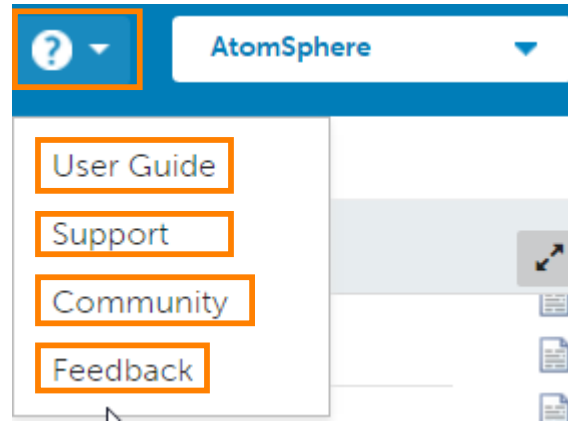 ?
AtomSphere
User Guide
Support
Community
Feedback